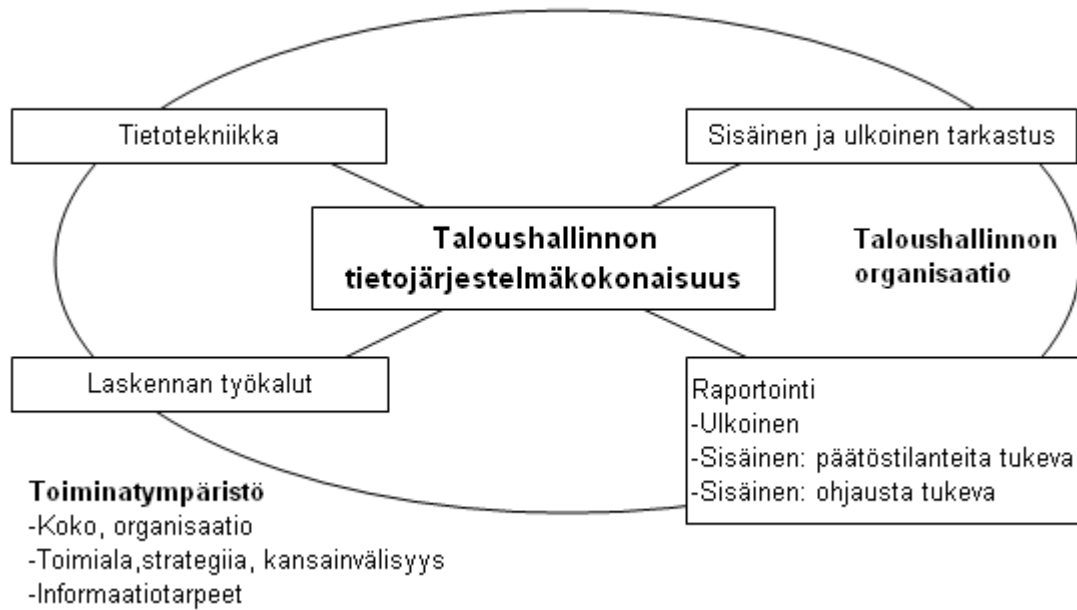 Tietotekniikka
Sisäinen ja ulkoinen tarkastus
Taloushallinnon
tietojärjestelmäkokonaisuus
Taloushallinnon
organisaatio
Laskennan työkalut
Raportointi
-Ulkoinen
-Sisäinen: päätöstilanteita tukeva
-Sisäinen: ohjausta tukeva
Toiminatympäristö
-Koko, organisaatio
-Toimiala,strategiia, kansainvälisyys
-Informaatiotarpeet